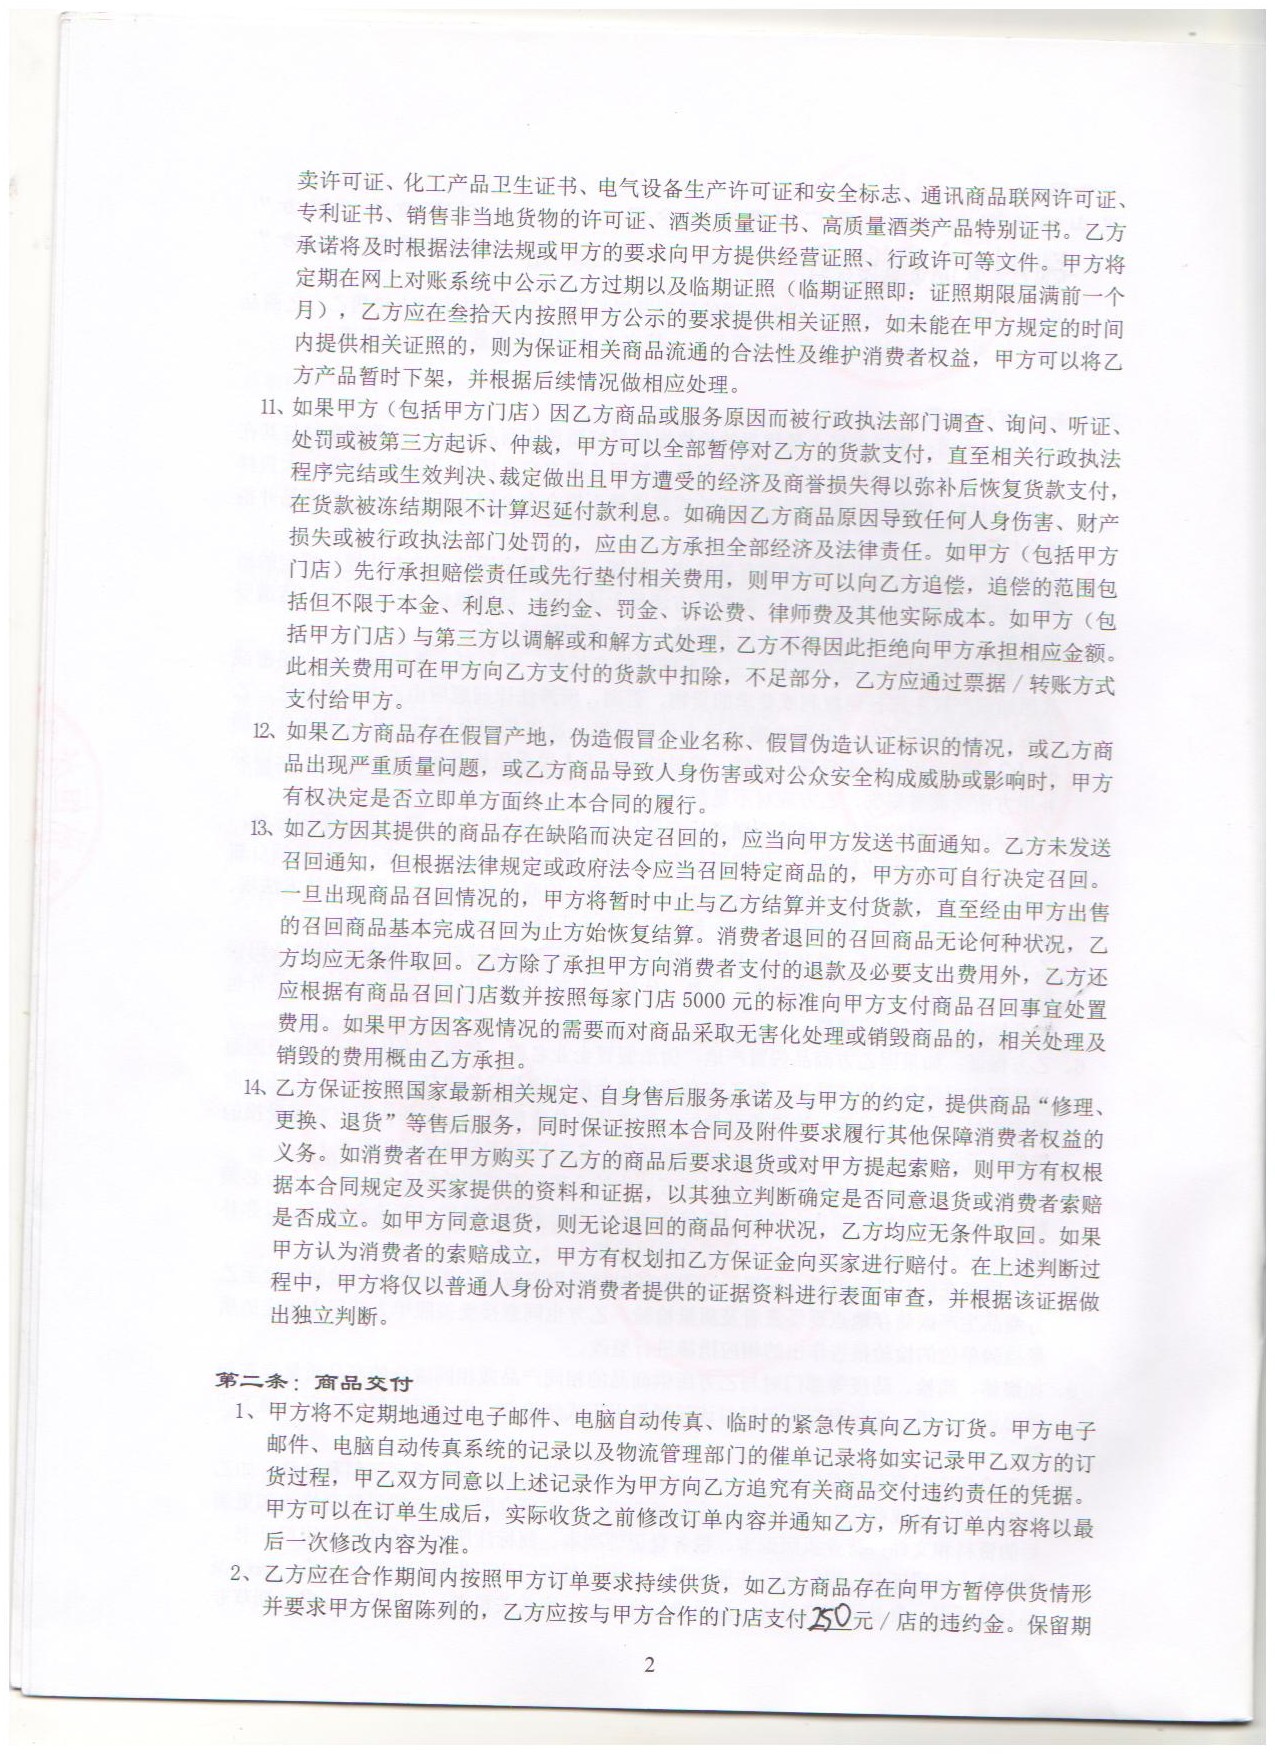 卖许可证、化工产品卫生证书、电气设备生产许可证和安全标志、通讯商品联网许可证、
专利证书、销售非当地货物的许可证、酒类质量证书、高质量酒类产品特别证书。乙方
承诺将及时根据法律法规或甲方的要求向甲方提供经营证照、行政许可等文件。甲方将
定期在网上对账系统中公示乙方过期以及临期证照（临期证照即：证照期限届满前一个
月），乙方应在叁拾天内按照甲方公示的要求提供相关证照，如未能在甲方规定的时间
内提供相关证照的，则为保证相关商品流通的合法性及维护消费者权益，甲方可以将乙
方产品暂时下架，并根据后续情况做相应处理。
11、如果甲方（包括甲方门店）因乙方商品或服务原因而被行政执法部门调查、询问、听证、
处罚或被第三方起诉、仲裁，甲方可以全部暂停对乙方的货款支付，直至相关行政执法
程序完结或生效判决、裁定做出且甲方遭受的经济及商誉损失得以弥补后恢复货款支付，
在货款被冻结期限不计算迟延付款利息。如确因乙方商品原因导致任何人身伤害、财产
损失或被行政执法部门处罚的，应由乙方承担全部经济及法律责任。如甲方（包括甲方
门店）先行承担赔偿责任或先行垫付相关费用，则甲方可以向乙方追偿，追偿的范围包
括但不限于本金、利息、违约金、罚金、诉讼费、律师费及其他实际成本。如甲方（包
括甲方门店）与第三方以调解或和解方式处理，乙方不得因此拒绝向甲方承担相应金额。
此相关费用可在甲方向乙方支付的货款中扣除，不足部分，乙方应通过票据/转账方式
支付给甲方。
12、如果乙方商品存在假冒产地，伪造假冒企业名称、假冒伪造认证标识的情况，或乙方商
品出现严重质量问题，或乙方商品导致人身伤害或对公众安全构成威胁或影响时，甲方
有权决定是否立即单方面终止本合同的履行。
13、如乙方因其提供的商品存在缺陷而决定召回的，应当向甲方发送书面通知。乙方未发送
召回通知，但根据法律规定或政府法令应当召回特定商品的，甲方亦可自行决定召回。
一旦出现商品召回情况的，甲方将暂时中止与乙方结算并支付货款，直至经由甲方出售
的召回商品基本完成召回为止方始恢复结算。消费者退回的召回商品无论何种状况，乙
方均应无条件取回。乙方除了承担甲方向消费者支付的退款及必要支出费用外，乙方还
应根据有商品召回门店数并按照每家门店 5000 元的标准向甲方支付商品召回事宜处置
费用。如果甲方因客观情况的需要而对商品采取无害化处理或销毁商品的，相关处理及
销毁的费用概由乙方承担。
14、乙方保证按照国家最新相关规定、自身售后服务承诺及与甲方的约定，提供商品“修理、
更换、退货”等售后服务，同时保证按照本合同及附件要求履行其他保障消费者权益的
义务。如消费者在甲方购买了乙方的商品后要求退货或对甲方提起索赔，则甲方有权根
据本合同规定及买家提供的资料和证据，以其独立判断确定是否同意退货或消费者索赔
是否成立。如甲方同意退货，则无论退回的商品何种状况，乙方均应无条件取回。如果
甲方认为消费者的索赔成立，甲方有权划扣乙方保证金向买家进行赔付。在上述判断过
程中，甲方将仅以普通人身份对消费者提供的证据资料进行表面审查，并根据该证据做
出独立判断。
第二条：商品交付
1、甲方将不定期地通过电子邮件、电脑自动传真、临时的紧急传真向乙方订货。甲方电子
邮件、电脑自动传真系统的记录以及物流管理部门的催单记录将如实记录甲乙双方的订
货过程，甲乙双方同意以上述记录作为甲方向乙方追究有关商品交付违约责任的凭据。
甲方可以在订单生成后，实际收货之前修改订单内容并通知乙方，所有订单内容将以最
后一次修改内容为准。
2、乙方应在合作期间内按照甲方订单要求持续供货，如乙方商品存在向甲方暂停供货情形
并要求甲方保留陈列的，乙方应按与甲方合作的门店支付250元/店的违约金。保留期
2